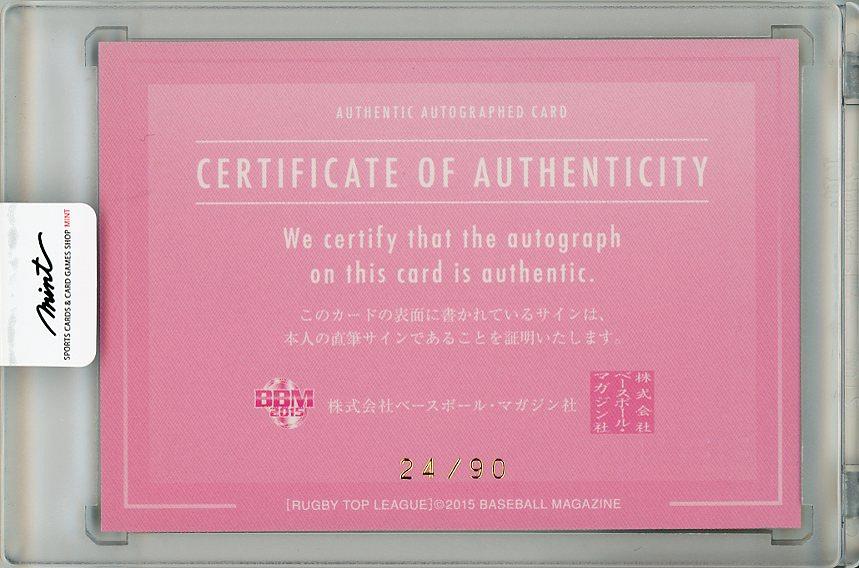 AUTHENTIC AUTOGRAPHED CARD
CERTIFICATE OF AUTHENTICITY
We certify that the autograph
on this card is authentic.
このカードの表面に書かれているサインは、
本人の直筆サインであることを証明いたします。
BBM
2015
株式会社ベースボール・マガジン社
株式会社
ベースボール・
マガジン社
24/90
[RUGBY TOP LEAGUE]©2015 BASEBALL MAGAZINE
mint
SPORTS CARDS & CARD GAMES SHOP MINT